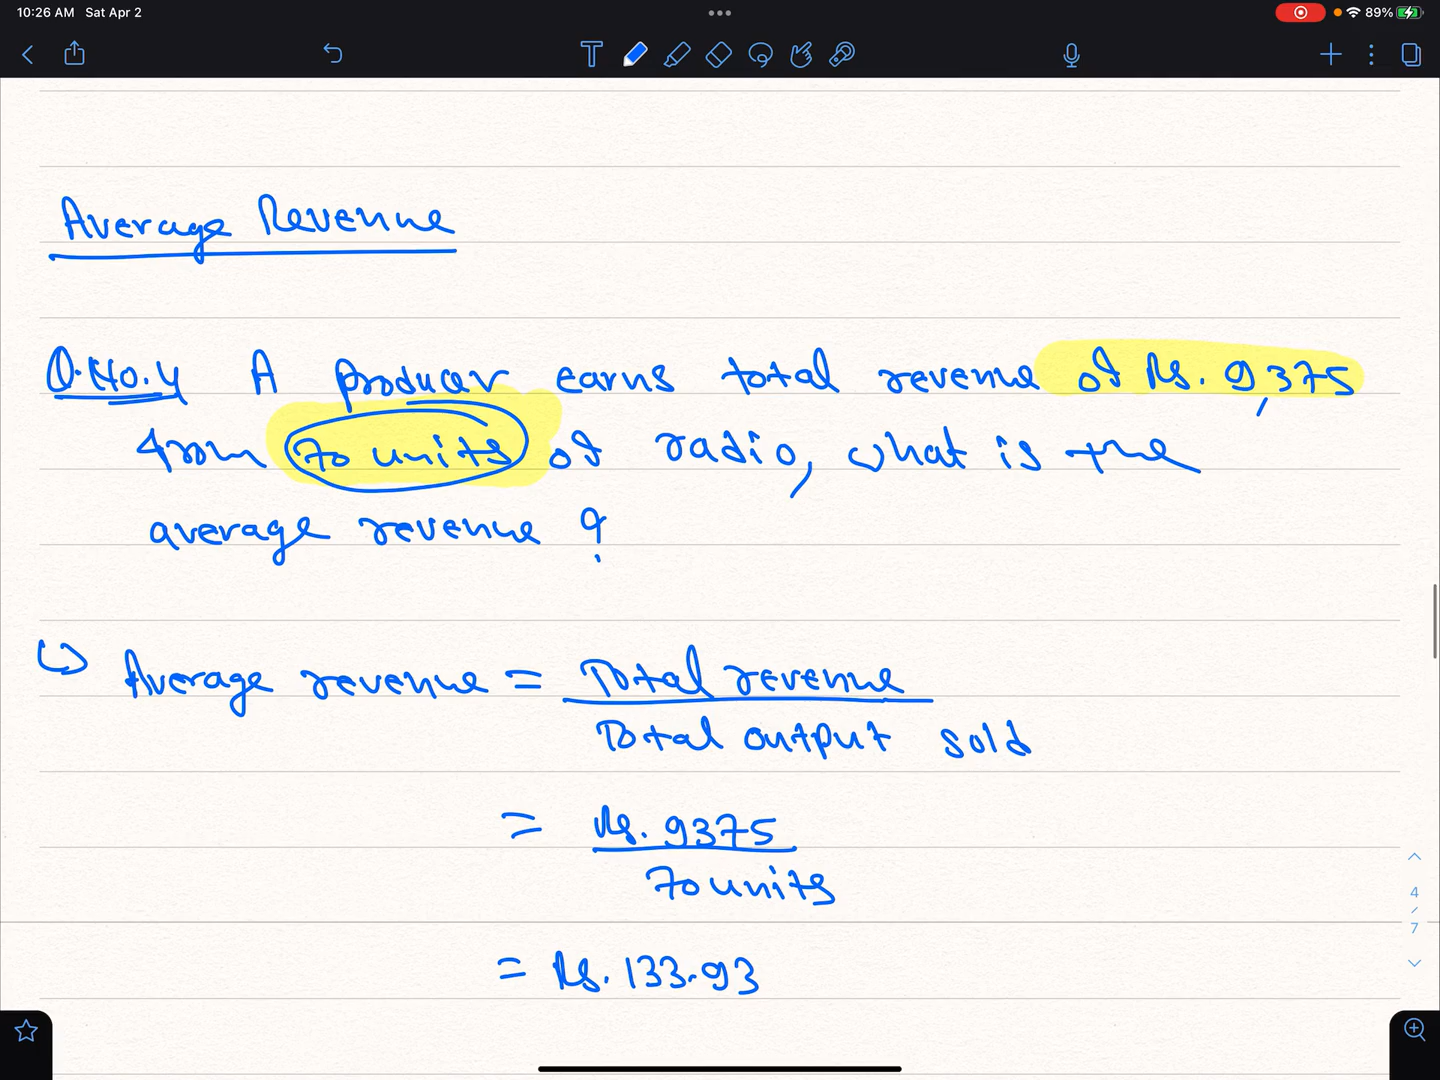 10:26 AM Sat Apr 2
89%
Average Revenue
Q.No.4 A producer earns total revenue of Rs. 9,375
from 70 units of radio, what is the
average revenue ?
Average revenue = Total revenue
Total output sold
= Rs. 9375
70 units
= Rs. 133.93
4
/
7